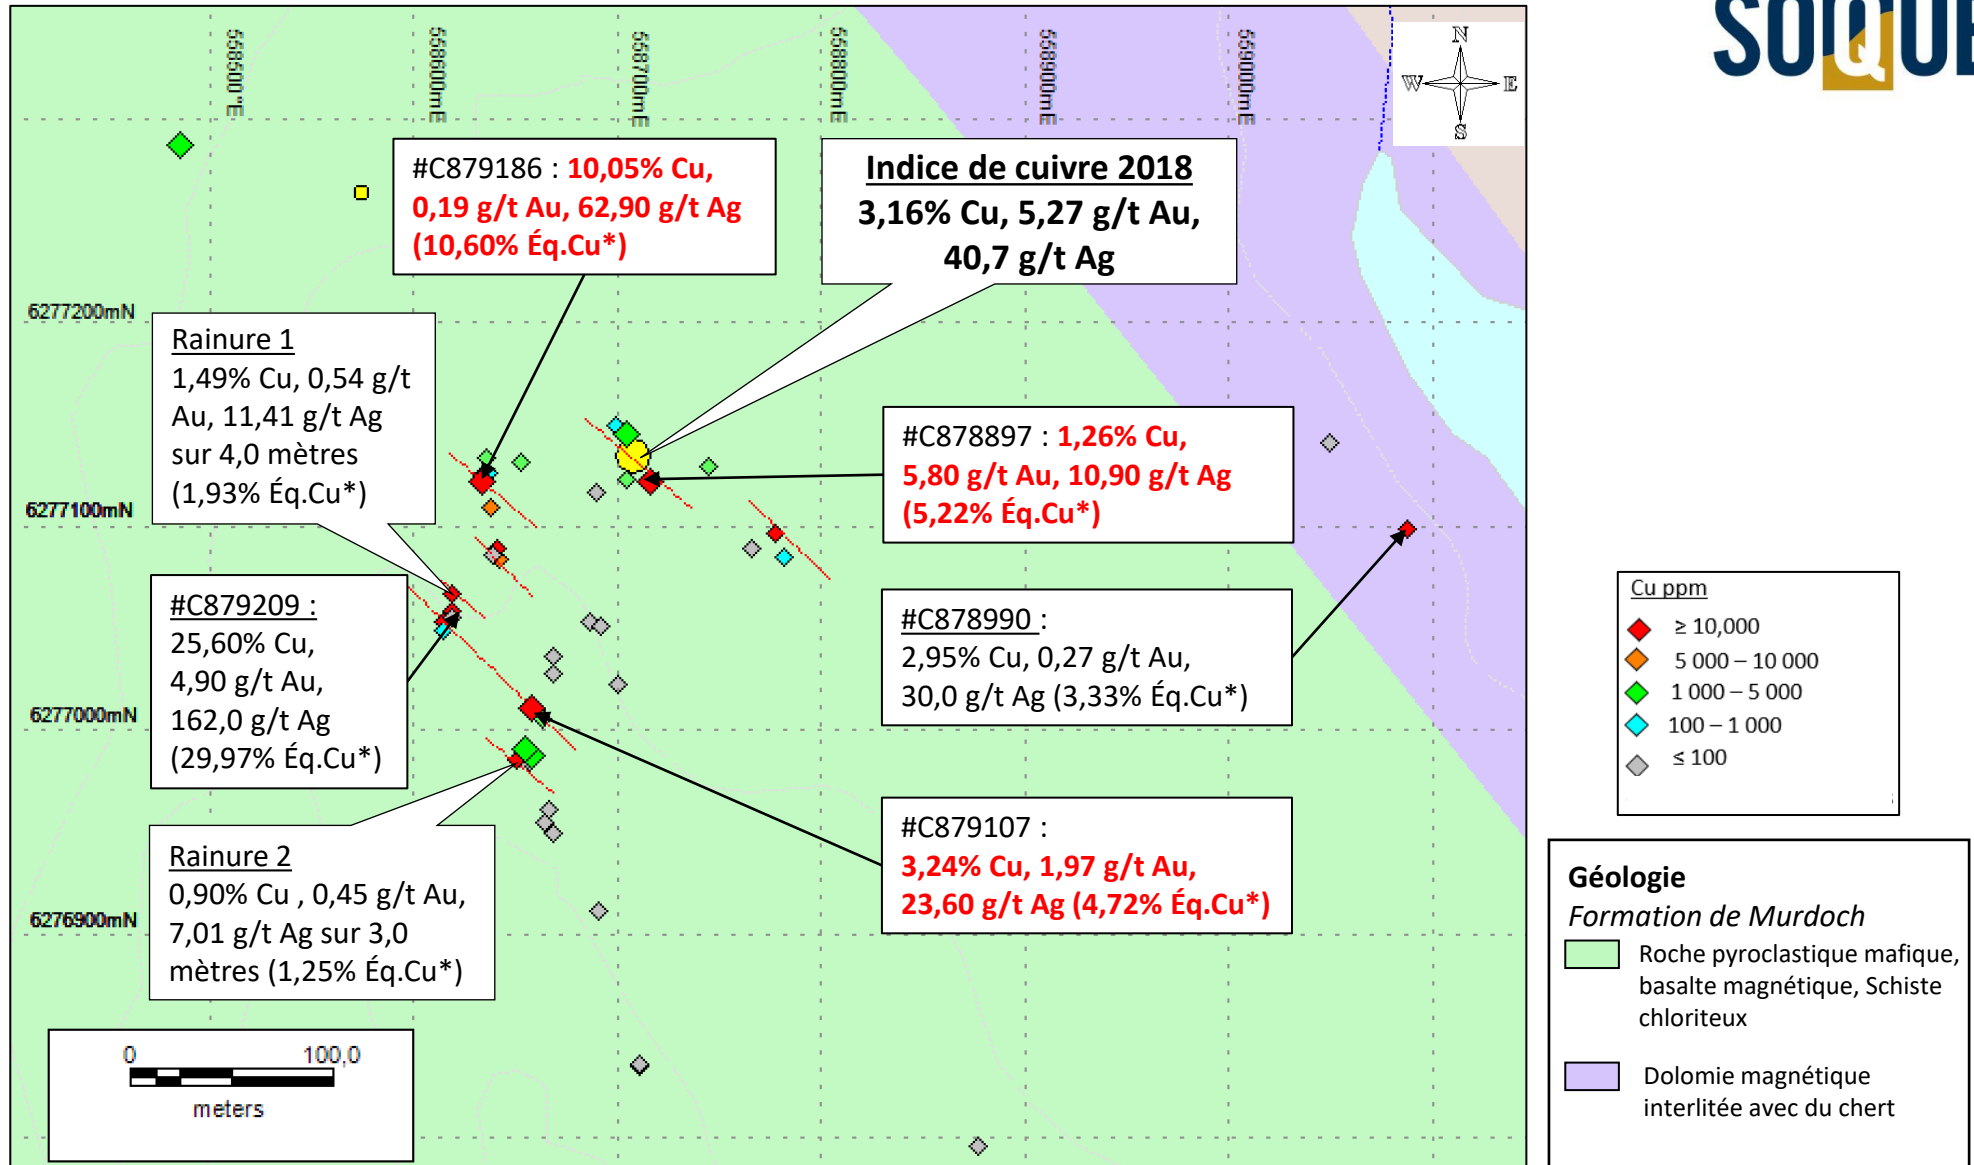 SOQUE
558500°E
558600mE
558700mE
558800mE
558900mE
559000mE
N
W
E
S
#C879186 : 10,05% Cu,
0,19 g/t Au, 62,90 g/t Ag
(10,60% Éq.Cu*)
Indice de cuivre 2018
3,16% Cu, 5,27 g/t Au,
40,7 g/t Ag
6277200mN
Rainure 1
1,49% Cu, 0,54 g/t
Au, 11,41 g/t Ag
sur 4,0 mètres
(1,93% Éq.Cu*)
#C878897 : 1,26% Cu,
5,80 g/t Au, 10,90 g/t Ag
(5,22% Éq.Cu*)
6277100mN
#C879209 :
25,60% Cu,
4,90 g/t Au,
162,0 g/t Ag
(29,97% Éq.Cu*)
#C878990 :
2,95% Cu, 0,27 g/t Au,
30,0 g/t Ag (3,33% Éq.Cu*)
6277000mN
#C879107 :
3,24% Cu, 1,97 g/t Au,
23,60 g/t Ag (4,72% Éq.Cu*)
Rainure 2
0,90% Cu , 0,45 g/t Au,
7,01 g/t Ag sur 3,0
mètres (1,25% Éq.Cu*)
6276900mN
0 100,0
meters
Cu ppm
≥ 10,000
5 000 – 10 000
1 000 – 5 000
100 – 1 000
≤ 100
Géologie
Formation de Murdoch
Roche pyroclastique mafique,
basalte magnétique, Schiste
chloriteux
Dolomie magnétique
interlitée avec du chert